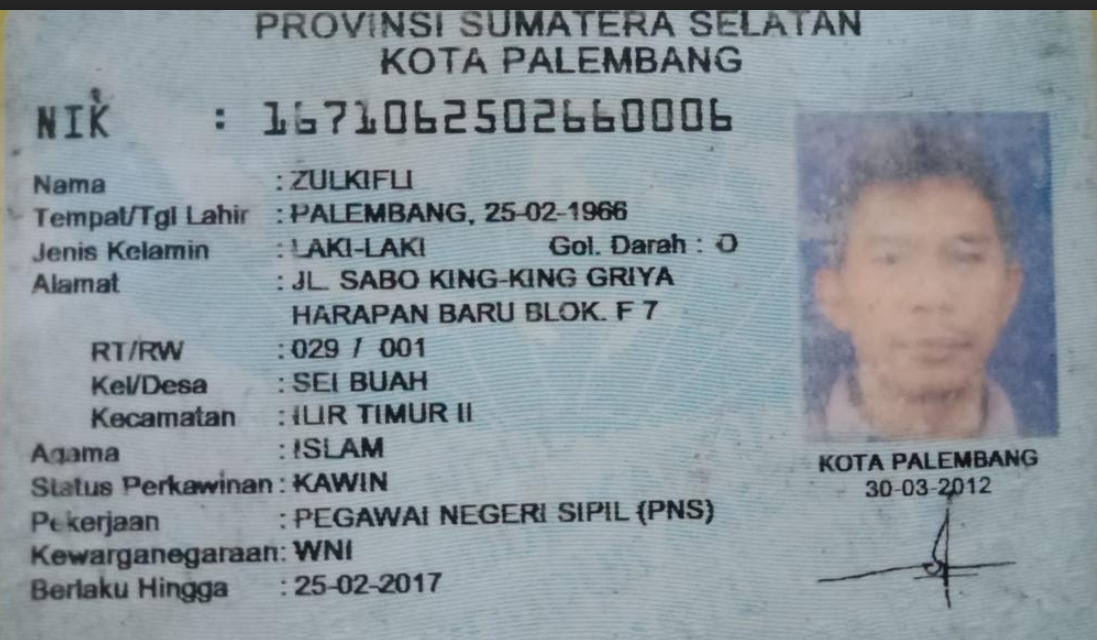 PROVINSI SUMATERA SELATAN
KOTA PALEMBANG
NIK : 1671062502660006
Nama : ZULKIFLI
Tempat/Tgl Lahir : PALEMBANG, 25-02-1966
Jenis Kelamin : LAKI-LAKI Gol. Darah : O
Alamat : JL. SABO KING-KING GRIYA
HARAPAN BARU BLOK. F 7
RT/RW : 029 / 001
Kel/Desa : SEI BUAH
Kecamatan : ILIR TIMUR II
Agama : ISLAM
Status Perkawinan : KAWIN
Pekerjaan : PEGAWAI NEGERI SIPIL (PNS)
Kewarganegaraan: WNI
Berlaku Hingga : 25-02-2017
KOTA PALEMBANG
30-03-2012